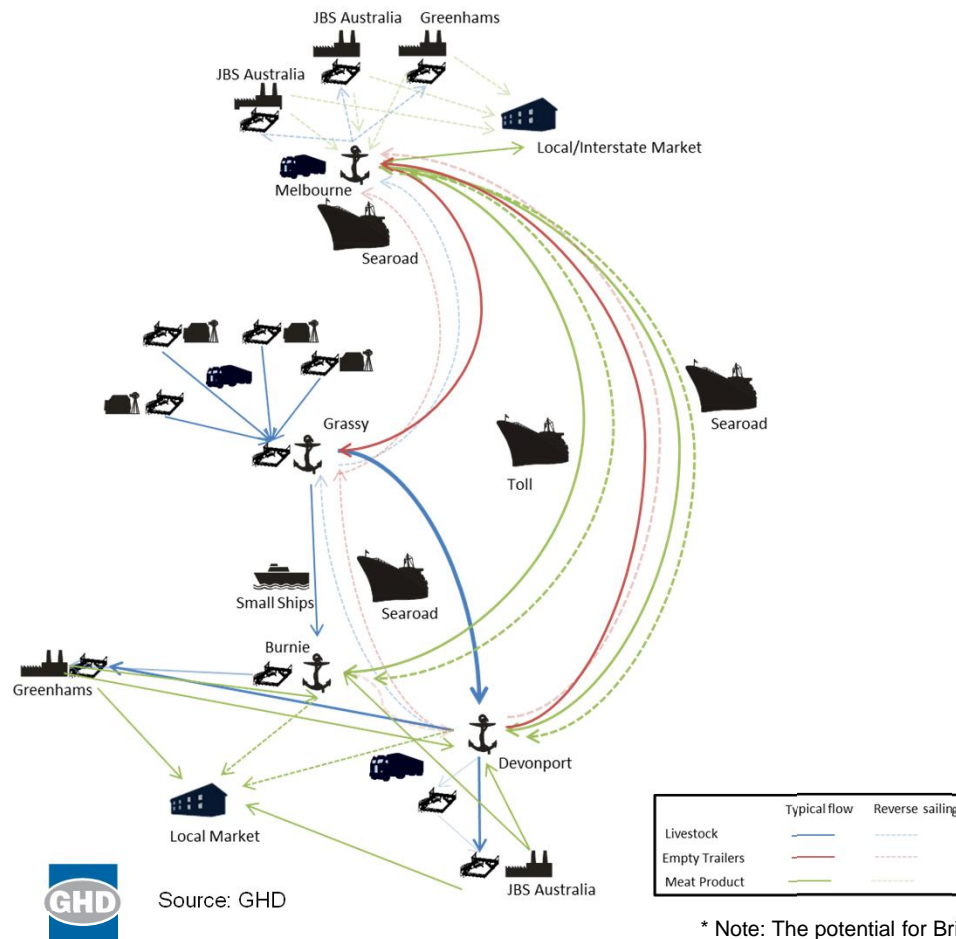 JBS Australia
Greenhams
JBS Australia
Local/Interstate Market
Melbourne
Searoad
Grassy
Searoad
Toll
Small Ships
Searoad
Burnie
Greenhams
Devonport
Local Market
JBS Australia
Typical flow
Reverse sailing
Livestock
Empty Trailers
Meat Product
GHD
Source: GHD
* Note: The potential for Bri